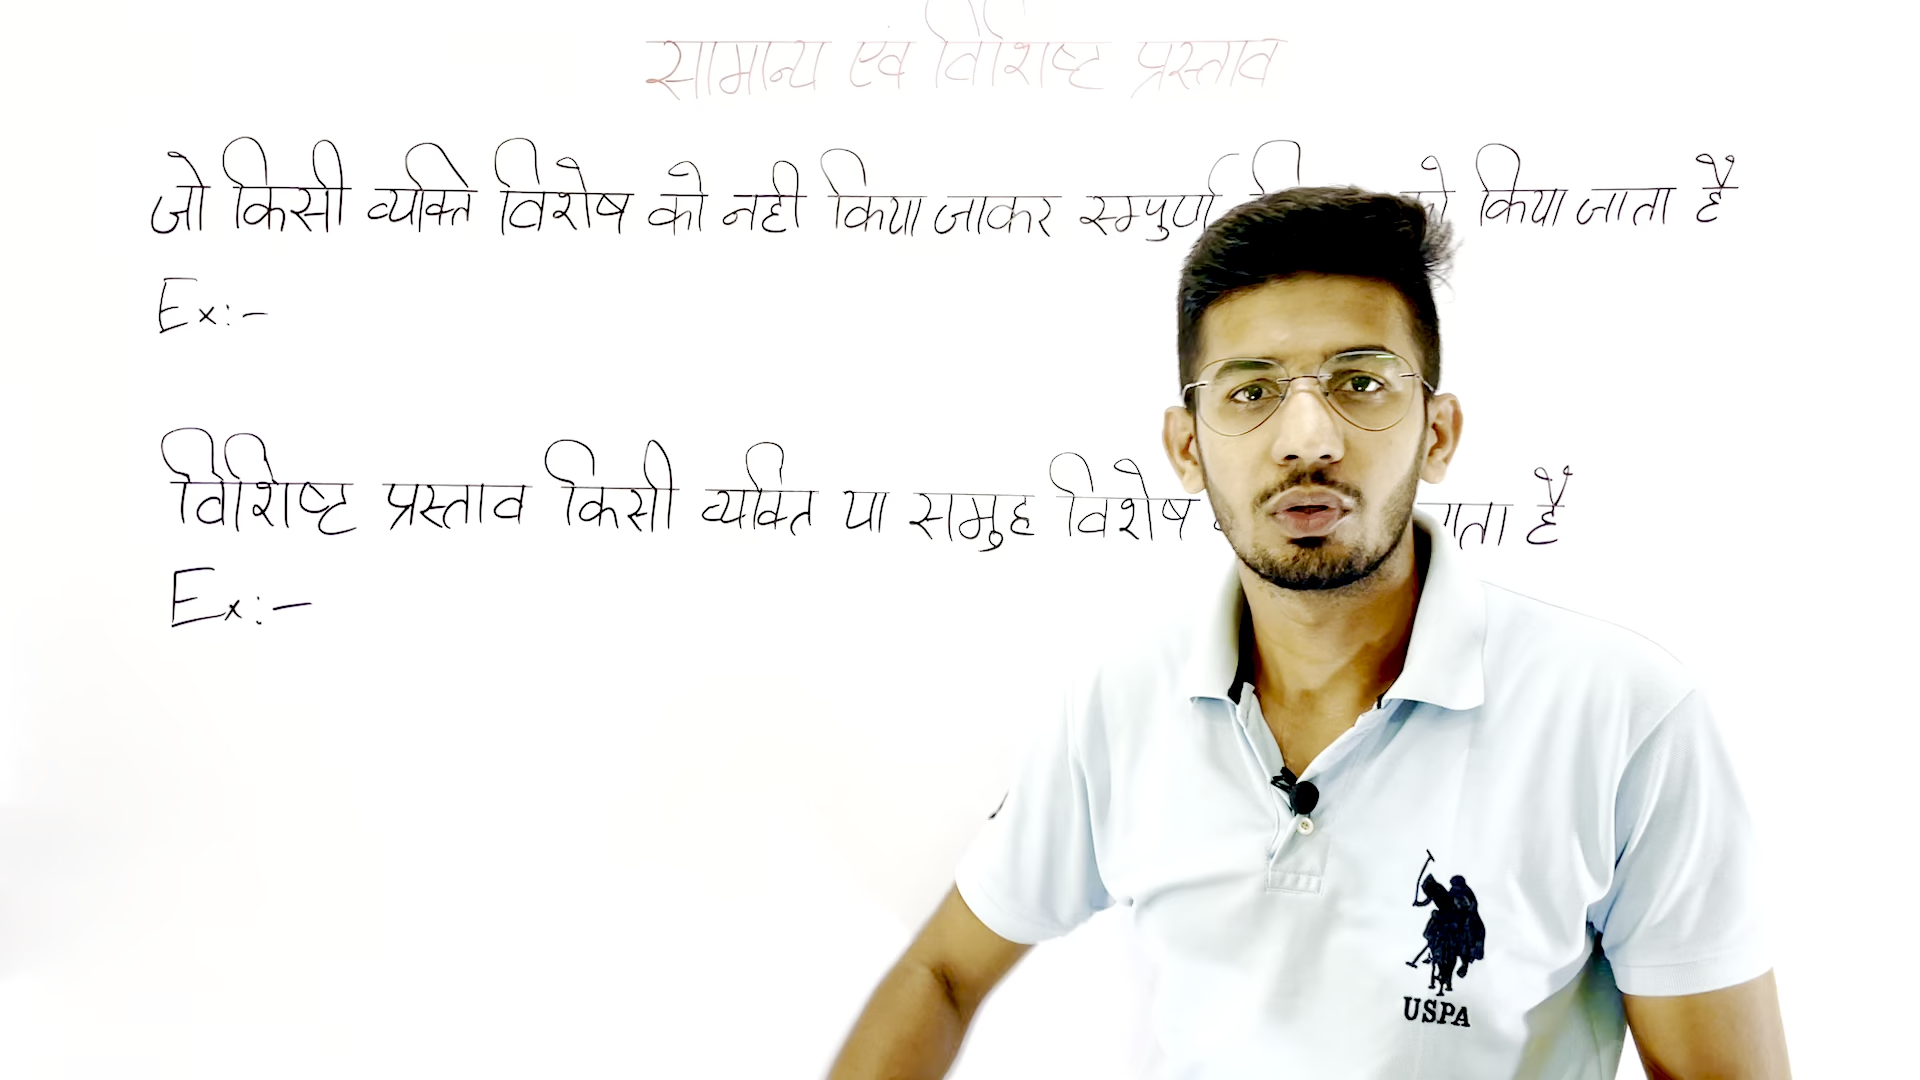 सामान्य एवं विशिष्ट प्रस्ताव
जो किसी व्यक्ति विशेष को नही किया जाकर सम्पुर्ण को किया जाता है
Ex:-
विशिष्ट प्रस्ताव किसी व्यक्ति या समुह विशेष है
Ex:-
USPA